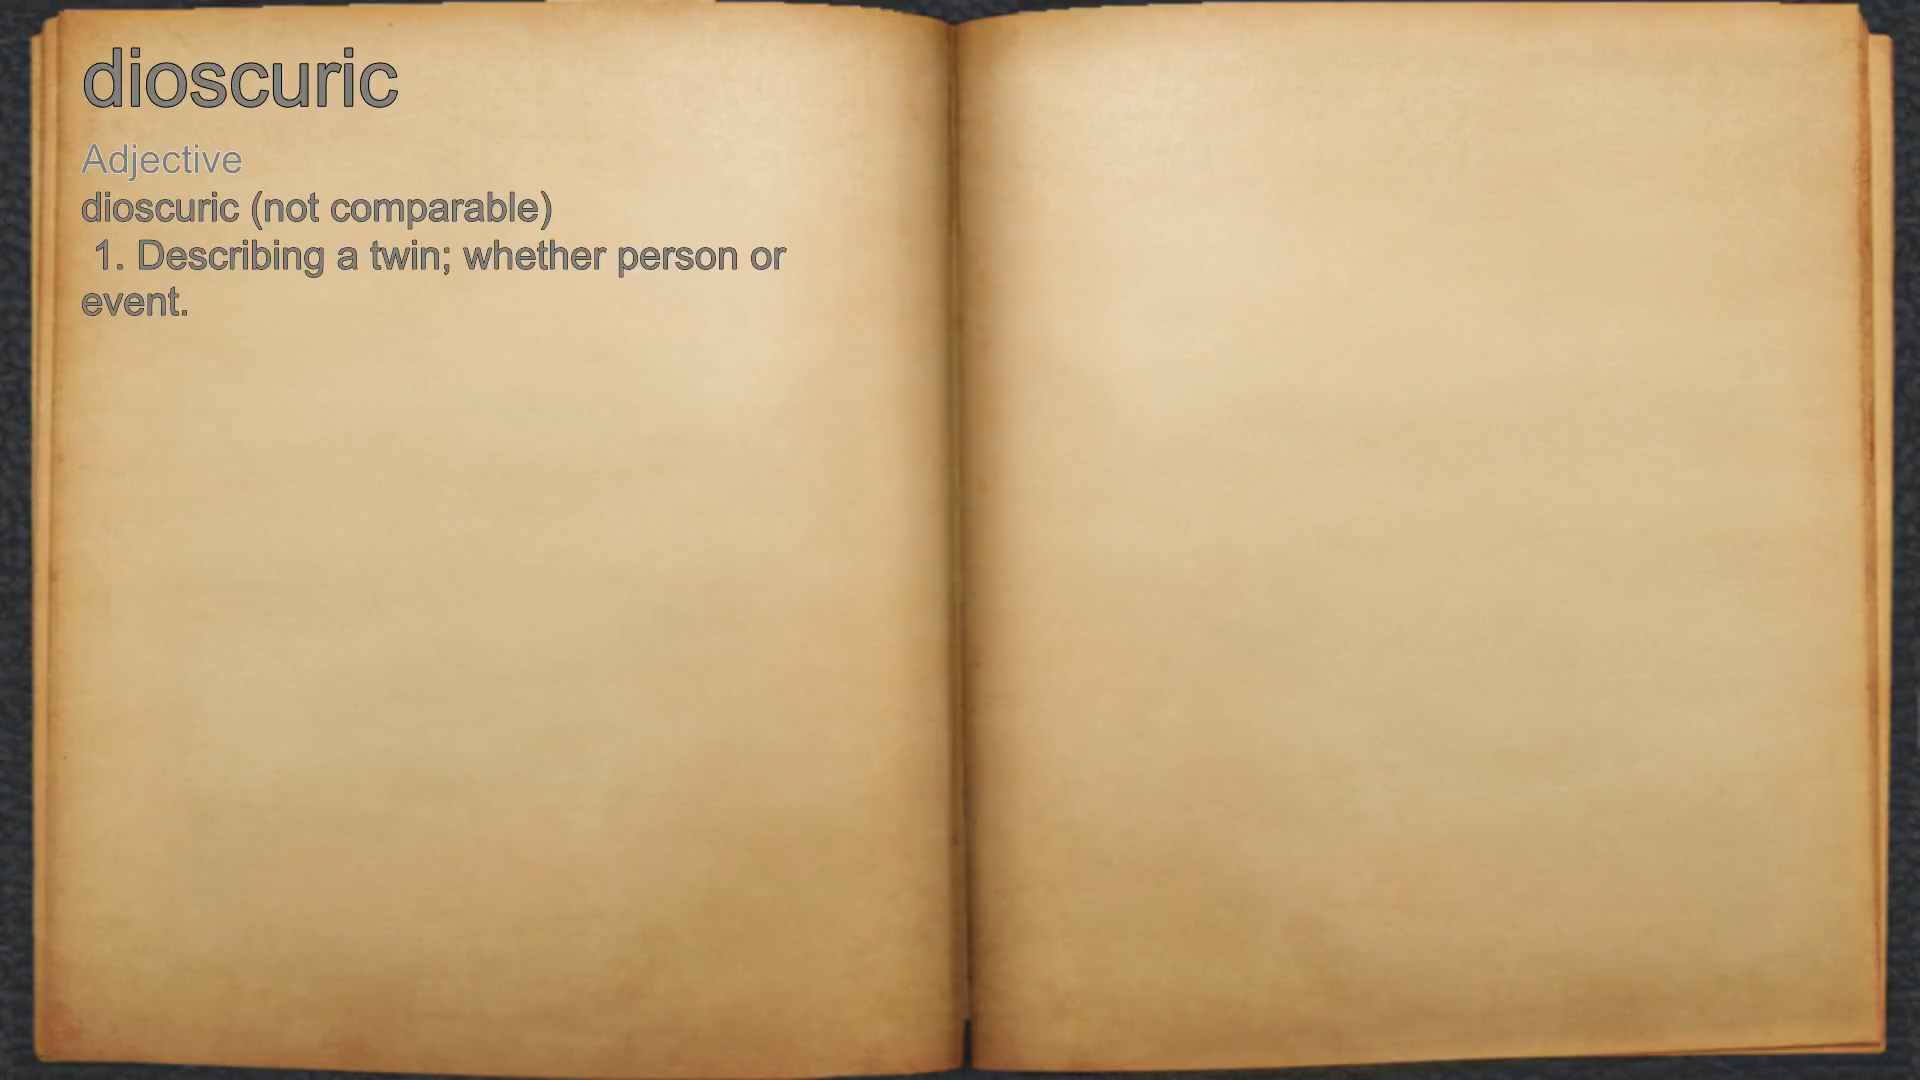 dioscuric
Adjective
dioscuric (not comparable)
1. Describing a twin; whether person or
event.